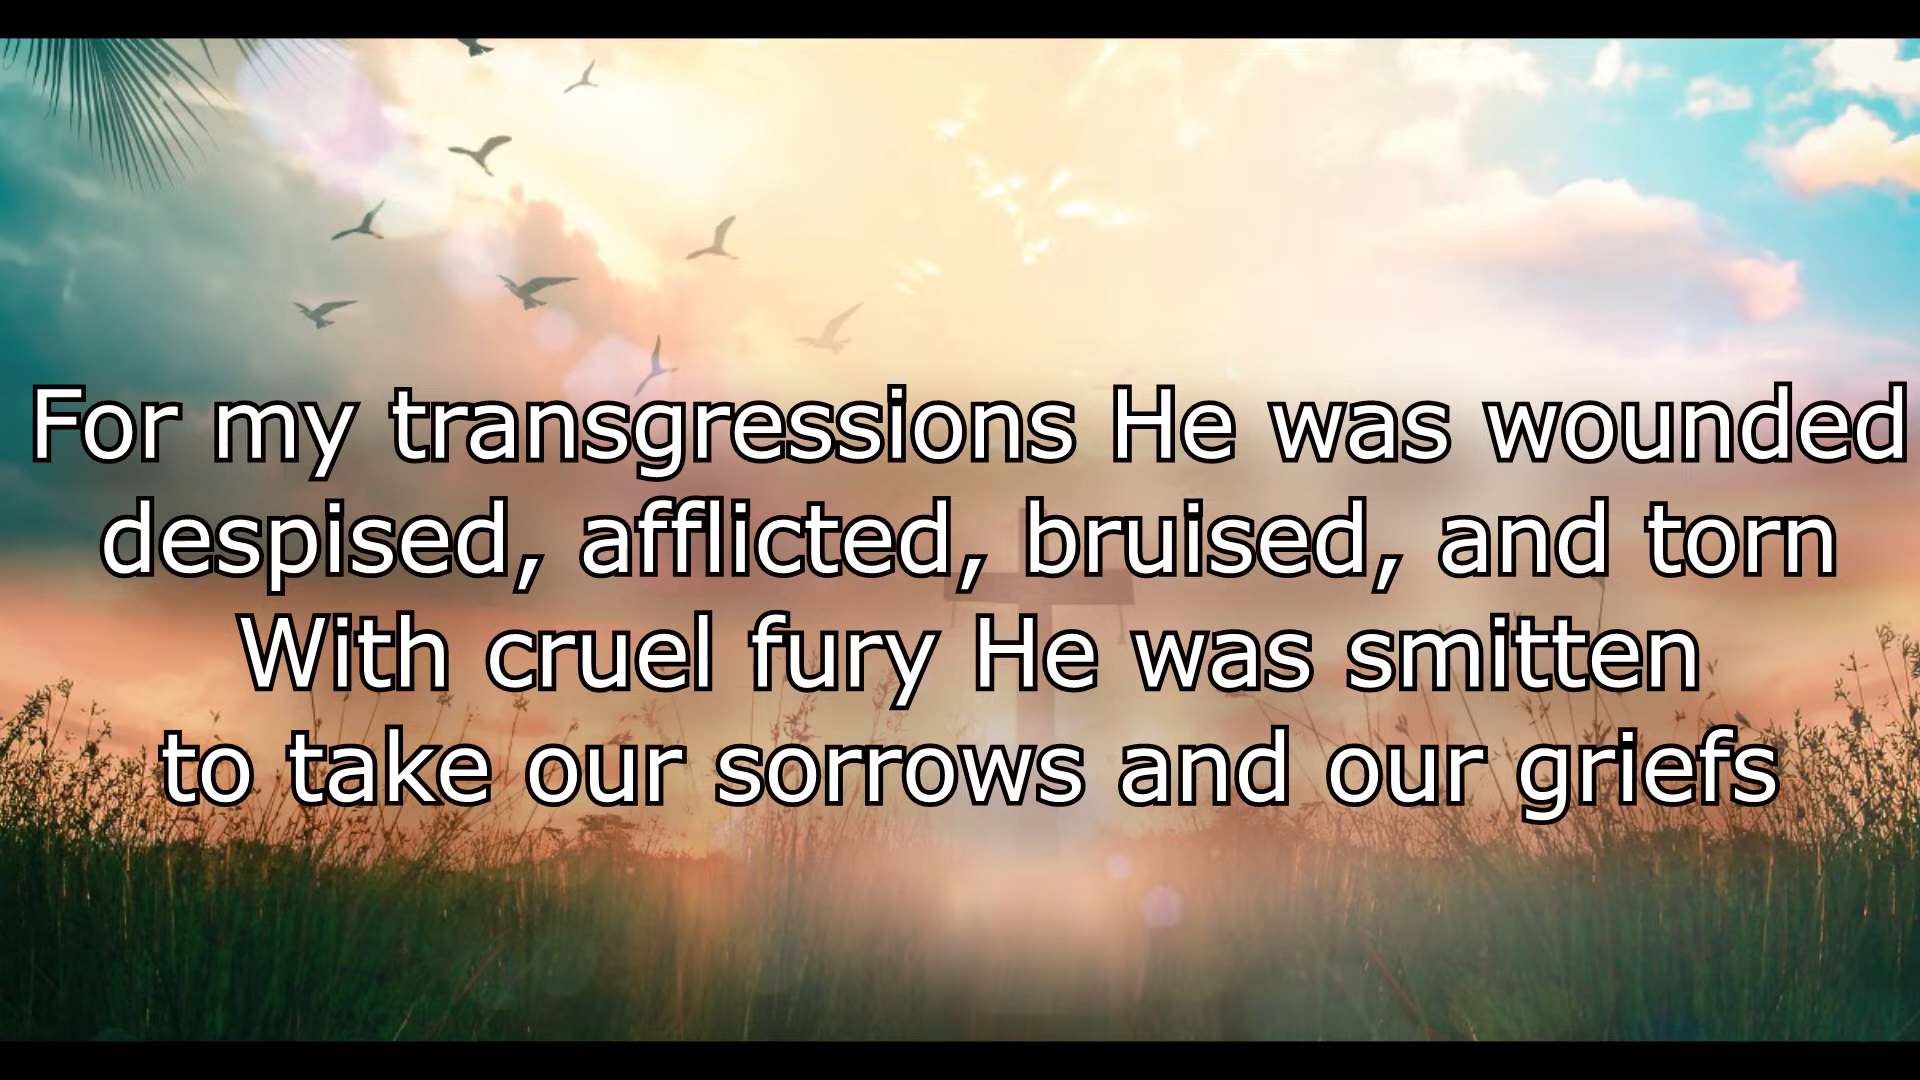 For my transgressions He was wounded
despised, afflicted, bruised, and torn
With cruel fury He was smitten
to take our sorrows and our griefs